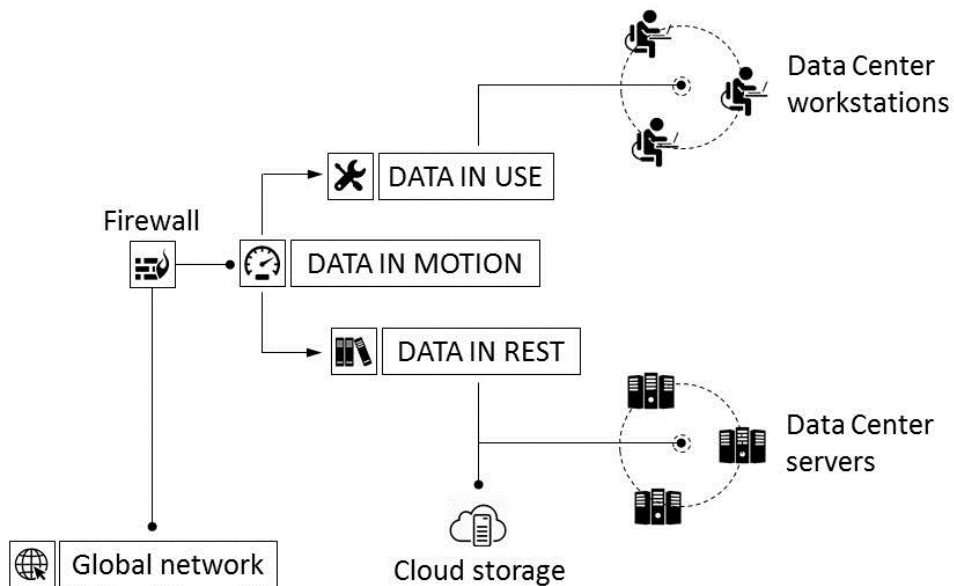 Data Center
workstations
DATA IN USE
Firewall
DATA IN MOTION
DATA IN REST
Data Center
servers
Global network
Cloud storage